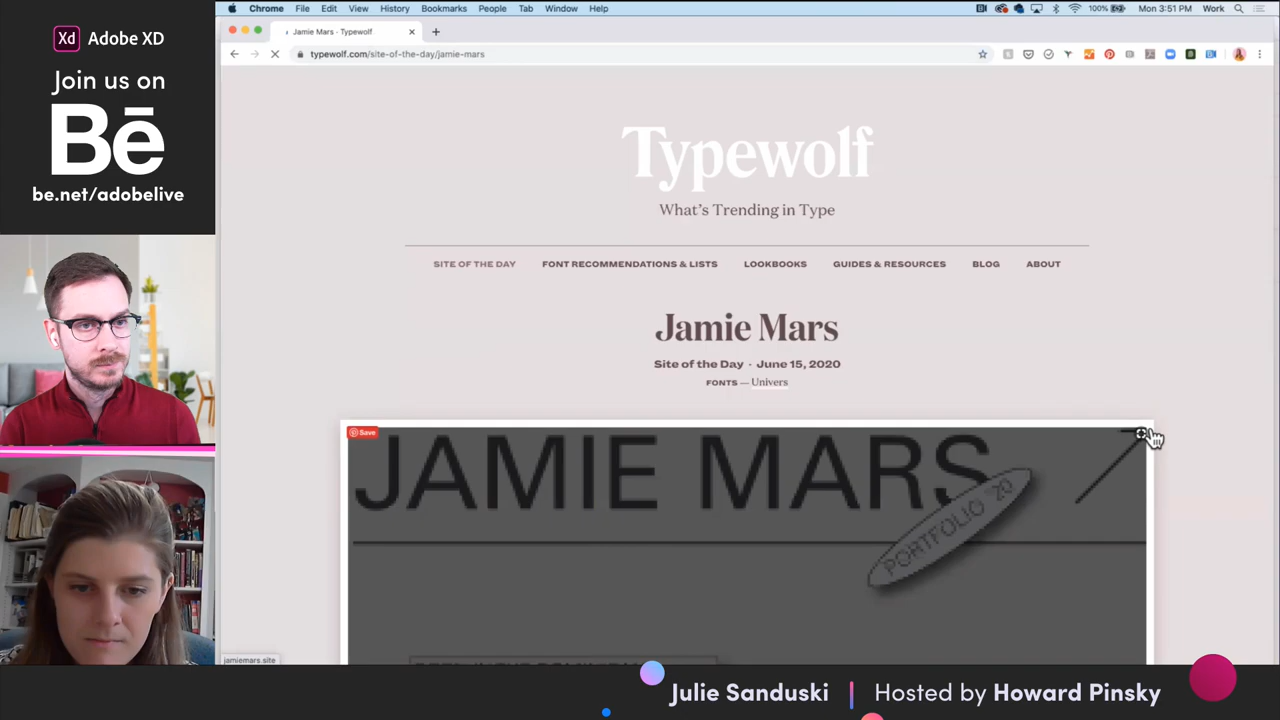 Xd Adobe XD
Join us on
Bē
be.net/adobelive
Chrome File Edit View History Bookmarks People Tab Window Help
100% Mon 3:51 PM Work
Jamie Mars · Typewolf
typewolf.com/site-of-the-day/jamie-mars
Typewolf
What's Trending in Type
SITE OF THE DAY FONT RECOMMENDATIONS & LISTS LOOKBOOKS GUIDES & RESOURCES BLOG ABOUT
Jamie Mars
Site of the Day · June 15, 2020
FONTS — Univers
Save
JAMIE MARS
PORTFOLIO '20
jamiemars.site
Julie Sanduski | Hosted by Howard Pinsky